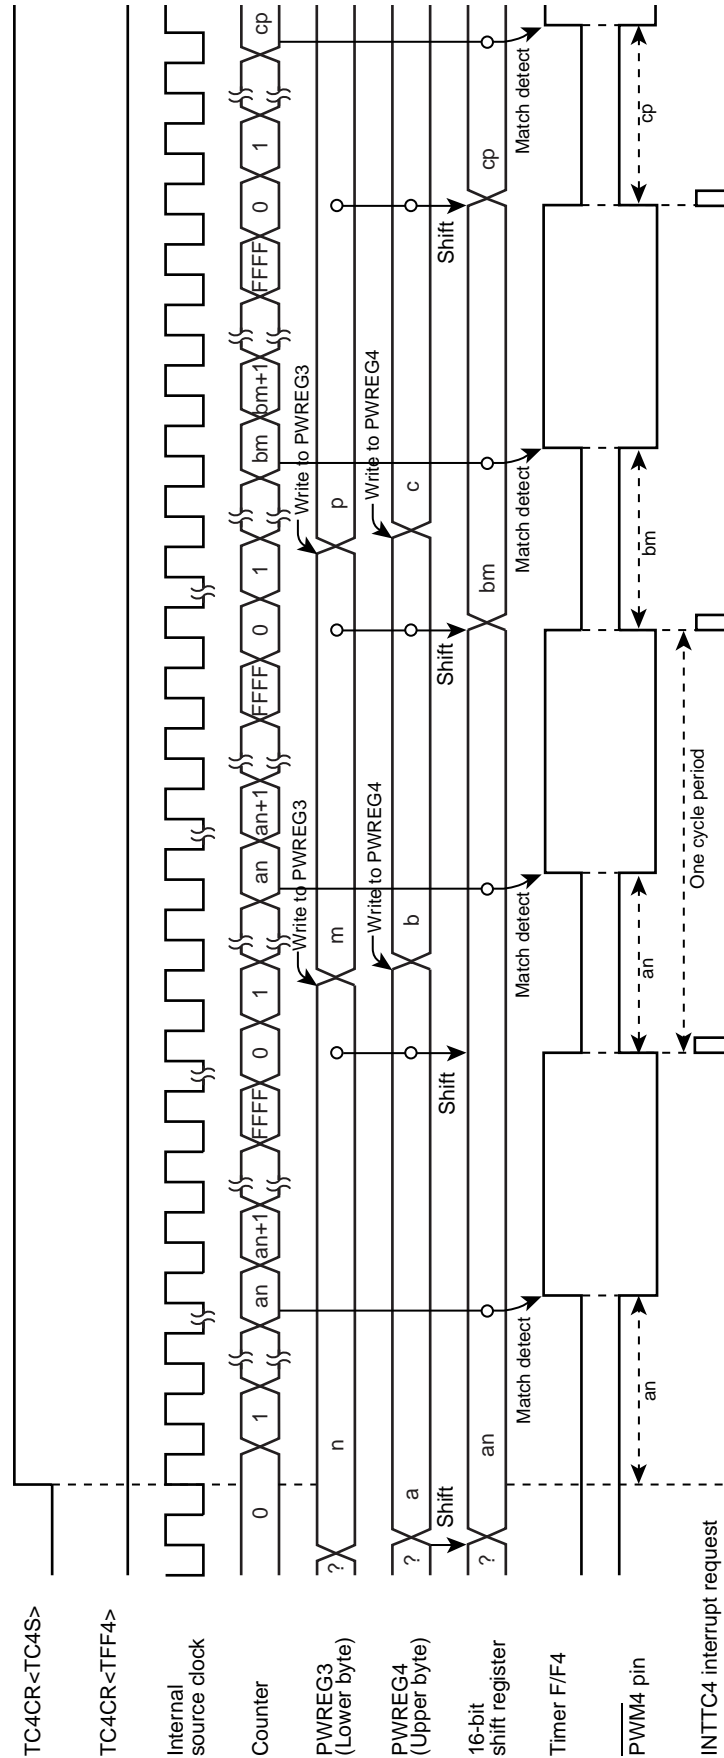 TC4CR<TC4S>
TC4CR<TFF4>
Internal
source clock
Counter
0 1 an an+1 FFFF 0 1 an an+1 FFFF 0 1 bm bm+1 FFFF 0 1 cp
Write to PWREG3
Write to PWREG3
PWREG3
(Lower byte)
? n m p
Write to PWREG4
Write to PWREG4
PWREG4
(Upper byte)
? a b c
Shift Shift Shift Shift
16-bit
shift register
? an bm cp
Match detect Match detect Match detect Match detect
Timer F/F4
PWM4 pin
an an bm cp
One cycle period
INTTC4 interrupt request